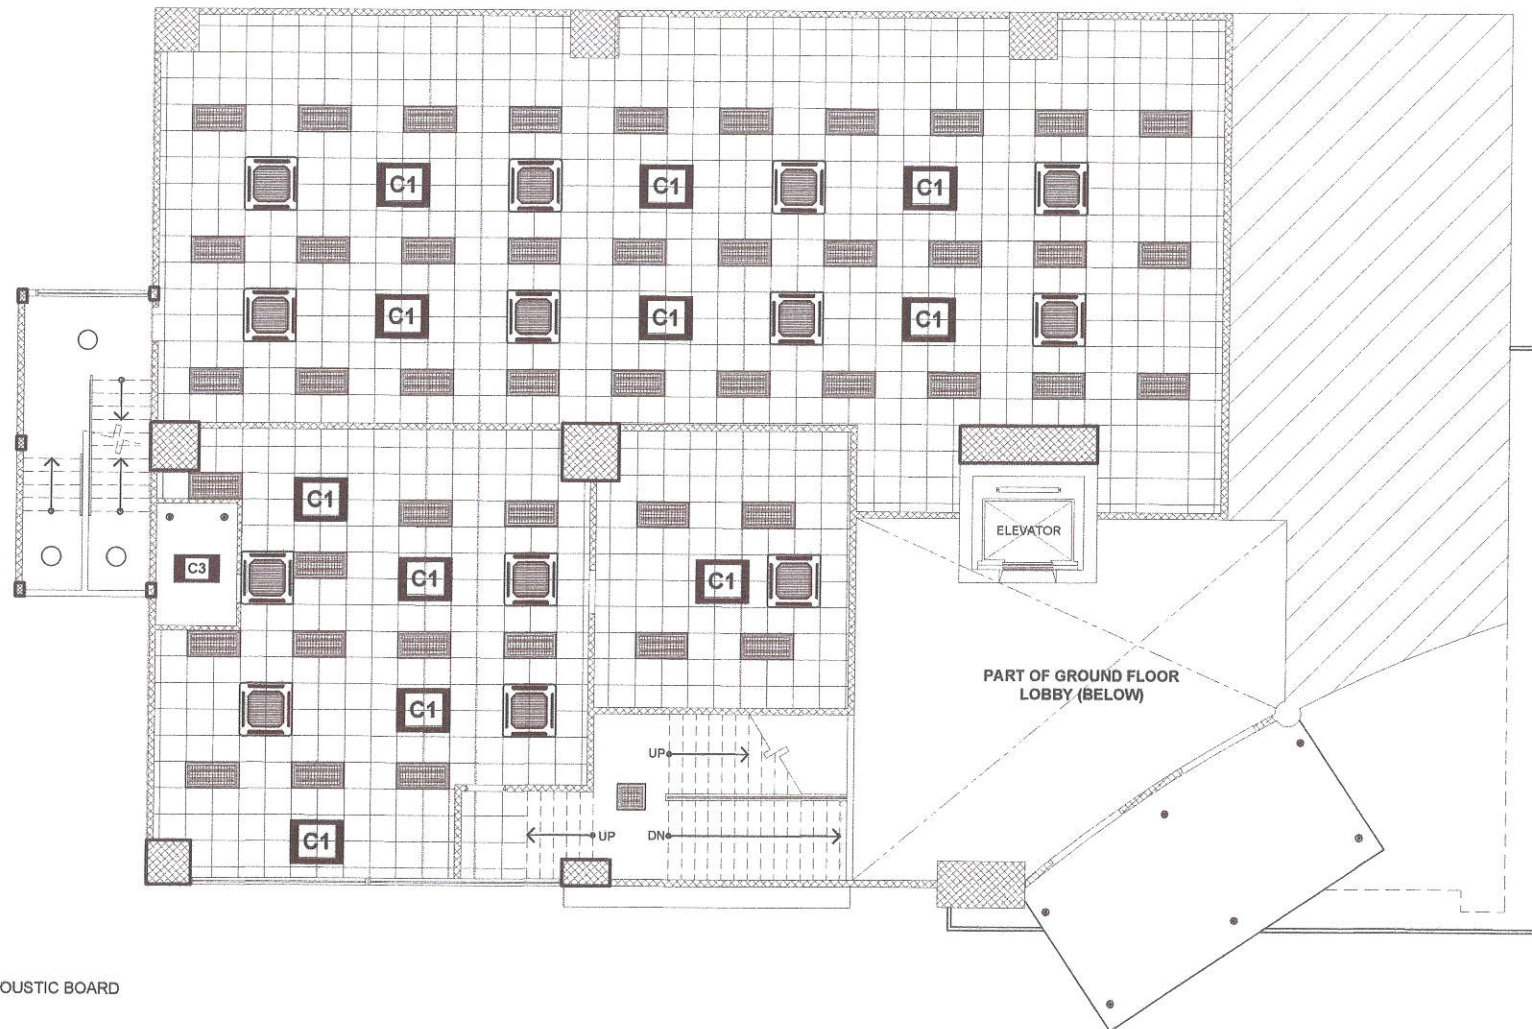 C1 C1 C1
C1 C1 C1
C1
ELEVATOR
C3 C1 C1
PART OF GROUND FLOOR
LOBBY (BELOW)
C1
UP
UP DN
C1
OUSTIC BOARD